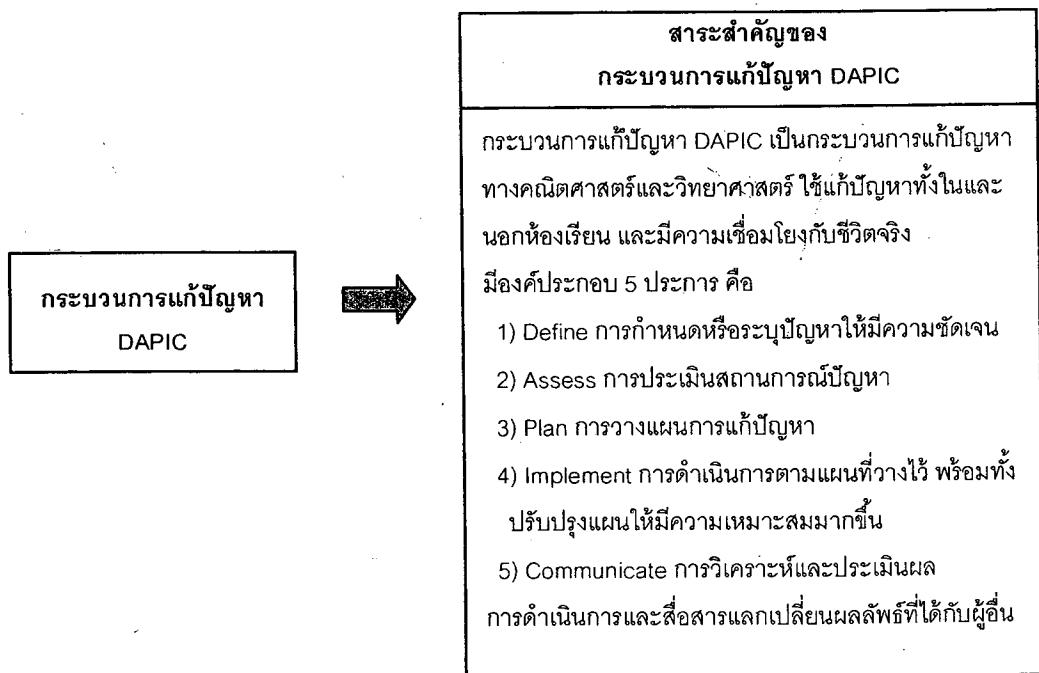 สาระสำคัญของ
กระบวนการแก้ปัญหา DAPIC
กระบวนการแก้ปัญหา DAPIC เป็นกระบวนการแก้ปัญหา
ทางคณิตศาสตร์และวิทยาศาสตร์ ใช้แก้ปัญหาทั้งในและ
นอกห้องเรียน และมีความเชื่อมโยงกับชีวิตจริง
มีองค์ประกอบ 5 ประการ คือ
1) Define การกำหนดหรือระบุปัญหาให้มีความชัดเจน
2) Assess การประเมินสถานการณ์ปัญหา
3) Plan การวางแผนการแก้ปัญหา
4) Implement การดำเนินการตามแผนที่วางไว้ พร้อมทั้ง
ปรับปรุงแผนให้มีความเหมาะสมมากขึ้น
5) Communicate การวิเคราะห์และประเมินผล
การดำเนินการและสื่อสารแลกเปลี่ยนผลลัพธ์ที่ได้กับผู้อื่น
กระบวนการแก้ปัญหา
DAPIC